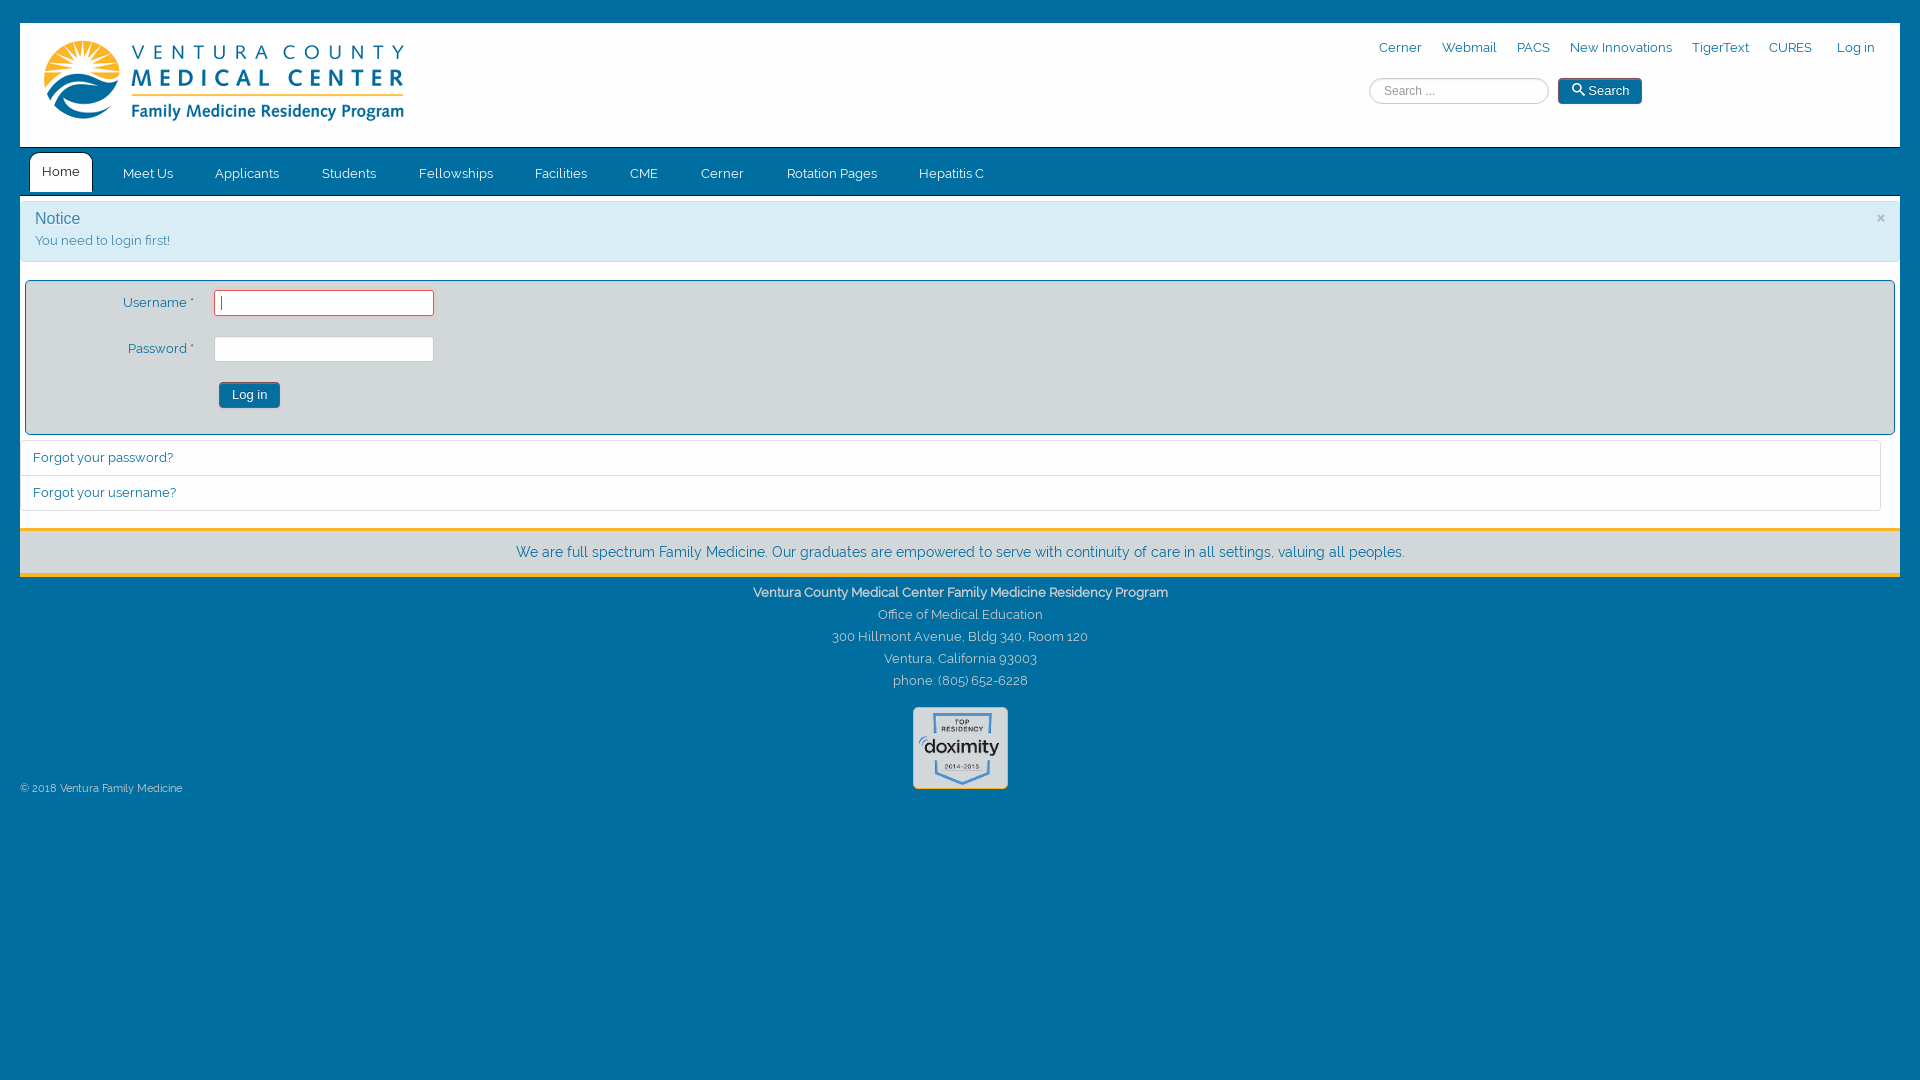 VENTURA COUNTY
MEDICAL CENTER
Family Medicine Residency Program
Cerner Webmail PACS New Innovations TigerText CURES Log in
Search ... Search
Home Meet Us Applicants Students Fellowships Facilities CME Cerner Rotation Pages Hepatitis C
Notice ×
You need to login first!
Username *
Password *
Log in
Forgot your password?
Forgot your username?
We are full spectrum Family Medicine. Our graduates are empowered to serve with continuity of care in all settings, valuing all peoples.
Ventura County Medical Center Family Medicine Residency Program
Office of Medical Education
300 Hillmont Avenue, Bldg 340, Room 120
Ventura, California 93003
phone: (805) 652-6228
TOP
RESIDENCY
doximity
2014-2015
© 2018 Ventura Family Medicine